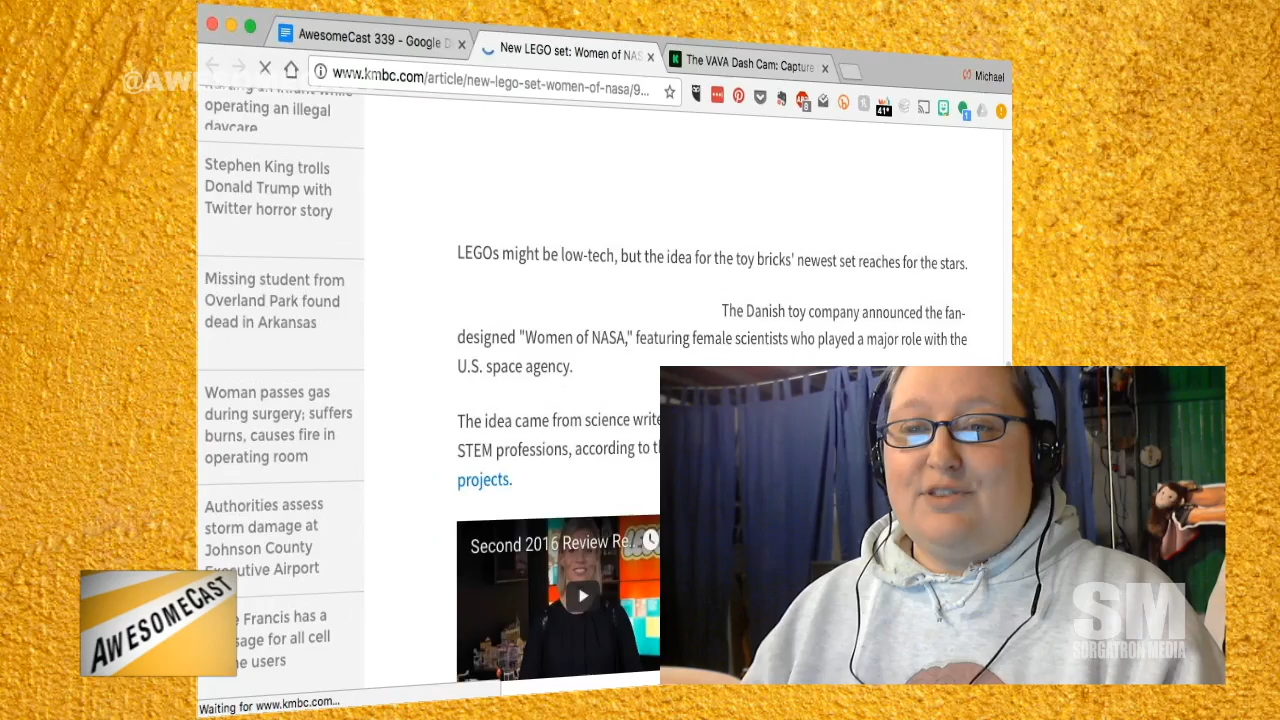 AwesomeCast 339 - Google D
New LEGO set: Women of NAS
The VAVA Dash Cam: Capture
Michael
@AWE
www.kmbc.com/article/new-lego-set-women-of-nasa/9...
8
41°
1
operating an illegal
daycare
Stephen King trolls
Donald Trump with
Twitter horror story
Missing student from
Overland Park found
dead in Arkansas
Woman passes gas
during surgery; suffers
burns, causes fire in
operating room
Authorities assess
storm damage at
Johnson County
Executive Airport
Francis has a
sage for all cell
ne users
LEGOs might be low-tech, but the idea for the toy bricks' newest set reaches for the stars.
The Danish toy company announced the fan-
designed "Women of NASA," featuring female scientists who played a major role with the
U.S. space agency.
The idea came from science write
STEM professions, according to th
projects.
Second 2016 Review Re...
AWESOMECAST
SM
SORGATRON MEDIA
Waiting for www.kmbc.com...